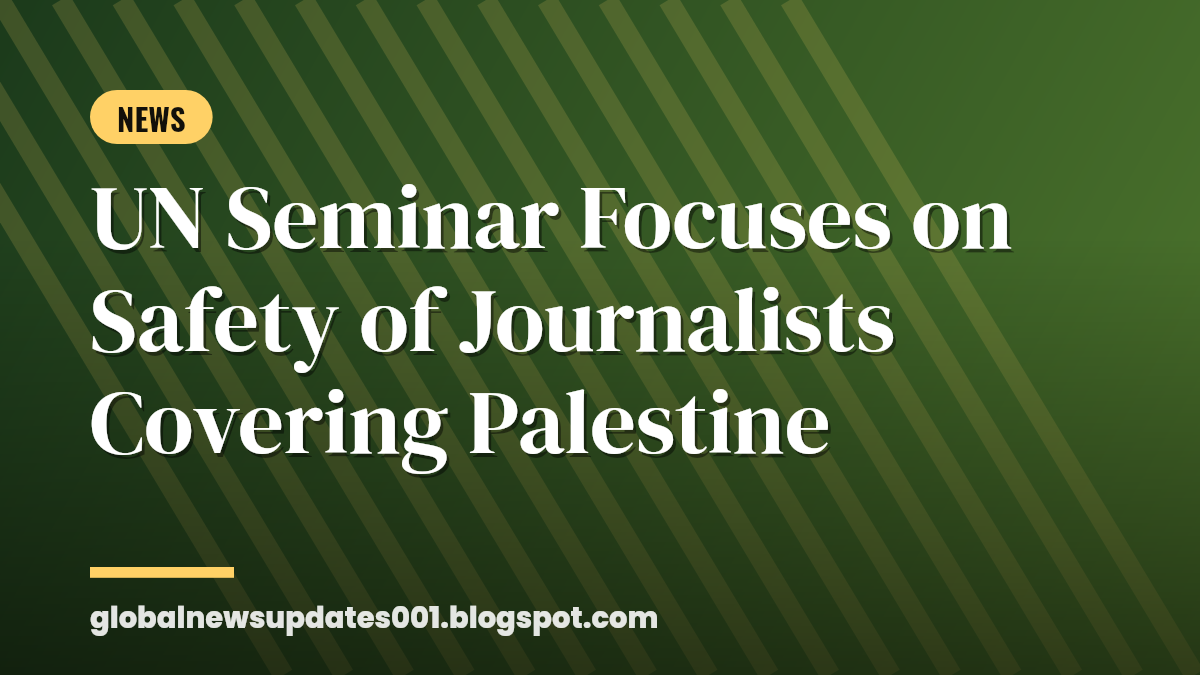 NEWS
UN Seminar Focuses on
Safety of Journalists
Covering Palestine
globalnewsupdates001.blogspot.com